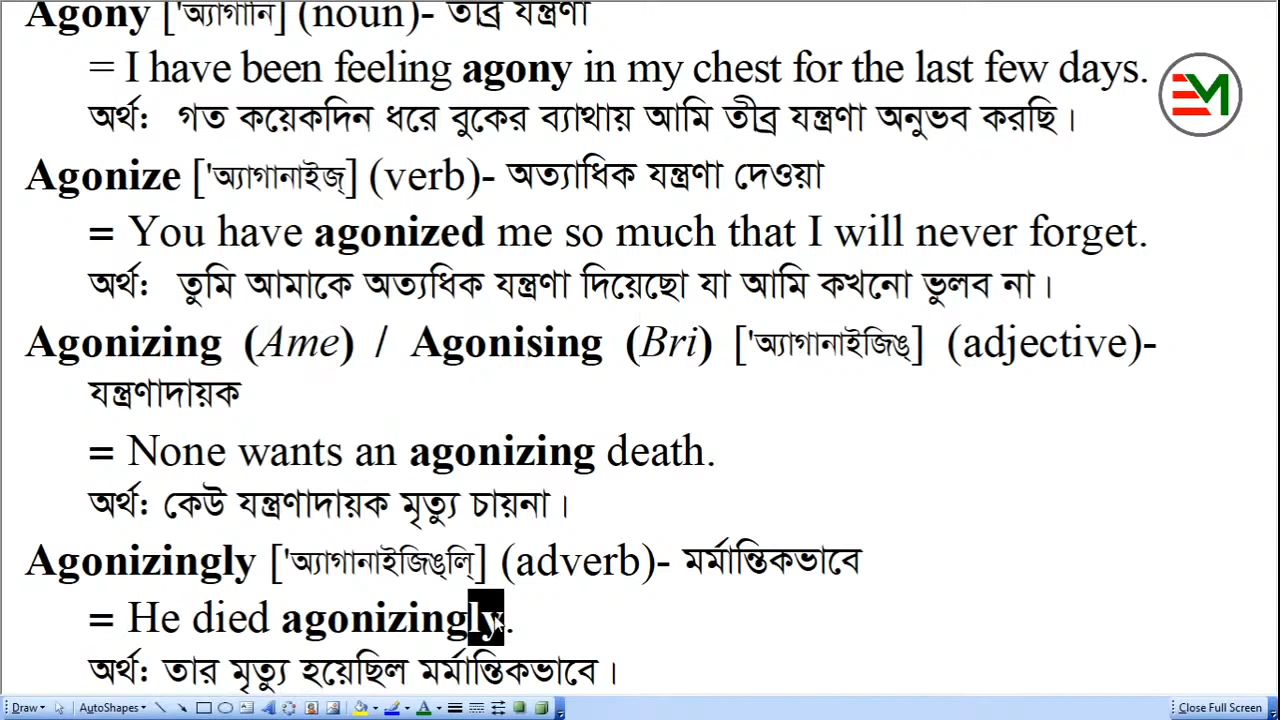 Agony ['অ্যাগানি] (noun)- তীব্র যন্ত্রণা
= I have been feeling agony in my chest for the last few days.
অর্থ: গত কয়েকদিন ধরে বুকের ব্যাথায় আমি তীব্র যন্ত্রণা অনুভব করছি।
EM
Agonize ['অ্যাগানাইজ্] (verb)- অত্যাধিক যন্ত্রণা দেওয়া
= You have agonized me so much that I will never forget.
অর্থ: তুমি আমাকে অত্যধিক যন্ত্রণা দিয়েছো যা আমি কখনো ভুলব না।
Agonizing (Ame) / Agonising (Bri) ['অ্যাগানাইজিঙ্] (adjective)-
যন্ত্রণাদায়ক
= None wants an agonizing death.
অর্থ: কেউ যন্ত্রণাদায়ক মৃত্যু চায়না।
Agonizingly ['অ্যাগানাইজিঙ্‌লি্] (adverb)- মর্মান্তিকভাবে
= He died agonizingly.
অর্থ: তার মৃত্যু হয়েছিল মর্মান্তিকভাবে।
Draw AutoShapes Close Full Screen